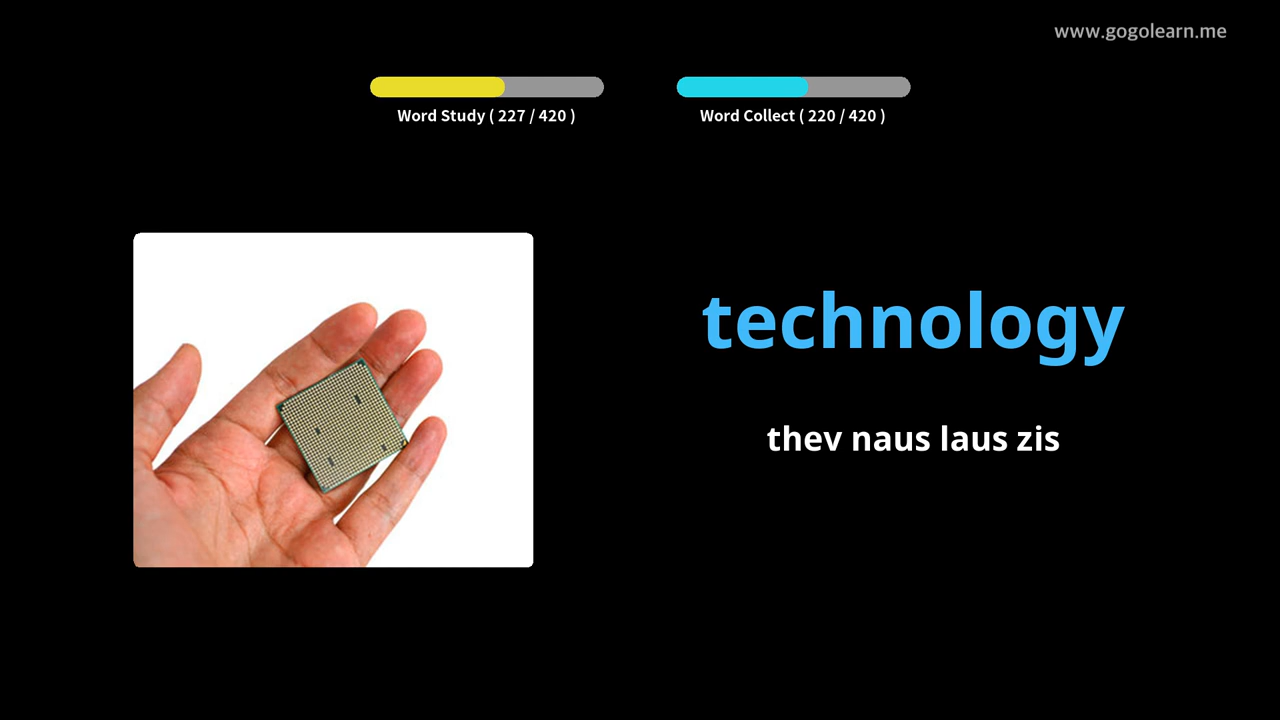 www.gogolearn.me
Word Study ( 227 / 420 )
Word Collect ( 220 / 420 )
technology
thev naus laus zis